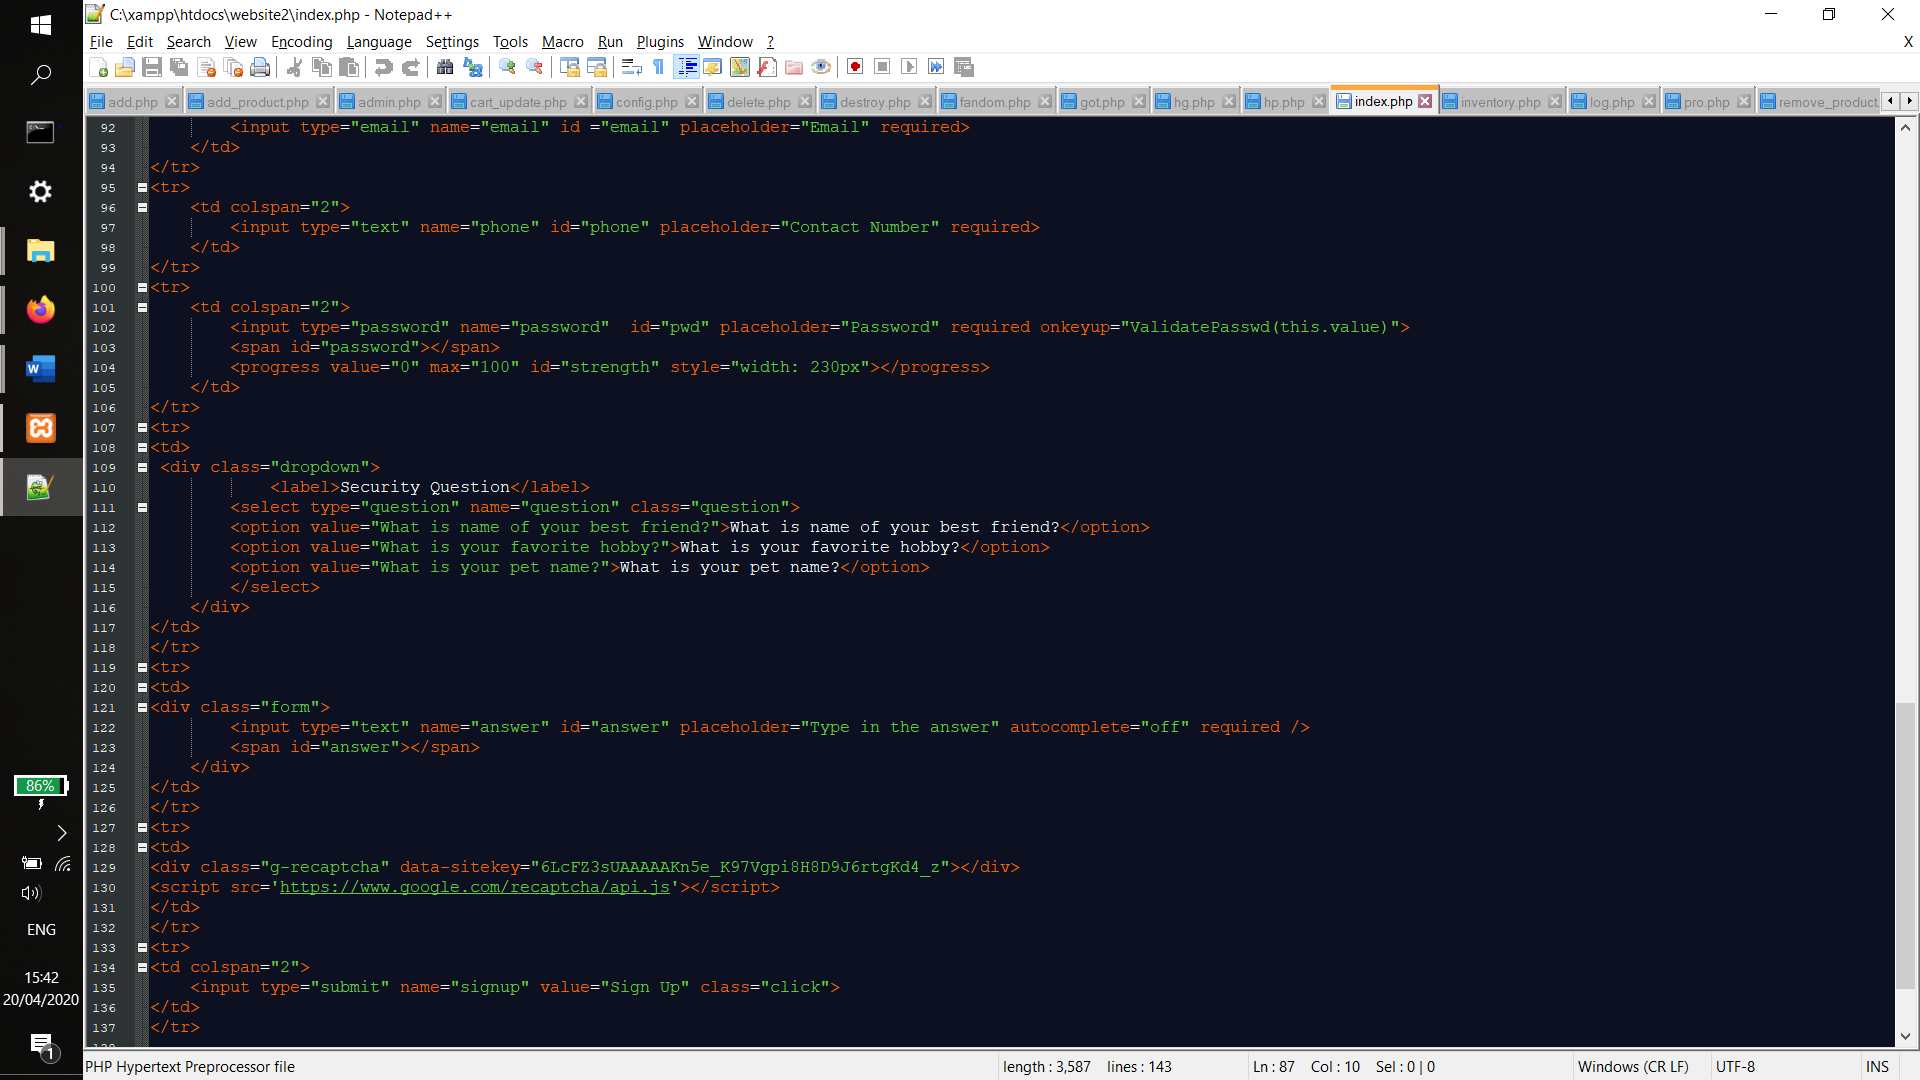 C:\xampp\htdocs\website2\index.php - Notepad++
File Edit Search View Encoding Language Settings Tools Macro Run Plugins Window ? X
add.php add_product.php admin.php cart_update.php config.php delete.php destroy.php fandom.php got.php hg.php hp.php index.php inventory.php log.php pro.php remove_product.
92 <input type="email" name="email" id ="email" placeholder="Email" required>
93 </td>
94 </tr>
95 <tr>
96 <td colspan="2">
97 <input type="text" name="phone" id="phone" placeholder="Contact Number" required>
98 </td>
99 </tr>
100 <tr>
101 <td colspan="2">
102 <input type="password" name="password"  id="pwd" placeholder="Password" required onkeyup="ValidatePasswd(this.value)">
103 <span id="password"></span>
104 <progress value="0" max="100" id="strength" style="width: 230px"></progress>
105 </td>
106 </tr>
107 <tr>
108 <td>
109 <div class="dropdown">
110 <label>Security Question</label>
111 <select type="question" name="question" class="question">
112 <option value="What is name of your best friend?">What is name of your best friend?</option>
113 <option value="What is your favorite hobby?">What is your favorite hobby?</option>
114 <option value="What is your pet name?">What is your pet name?</option>
115 </select>
116 </div>
117 </td>
118 </tr>
119 <tr>
120 <td>
121 <div class="form">
122 <input type="text" name="answer" id="answer" placeholder="Type in the answer" autocomplete="off" required />
123 <span id="answer"></span>
124 </div>
125 </td>
126 </tr>
127 <tr>
128 <td>
129 <div class="g-recaptcha" data-sitekey="6LcFZ3sUAAAAAKn5e_K97Vgpi8H8D9J6rtgKd4_z"></div>
130 <script src='https://www.google.com/recaptcha/api.js'></script>
131 </td>
132 </tr>
133 <tr>
134 <td colspan="2">
135 <input type="submit" name="signup" value="Sign Up" class="click">
136 </td>
137 </tr>
86%
ENG
15:42
20/04/2020
1
PHP Hypertext Preprocessor file length : 3,587 lines : 143 Ln : 87 Col : 10 Sel : 0 | 0 Windows (CR LF) UTF-8 INS